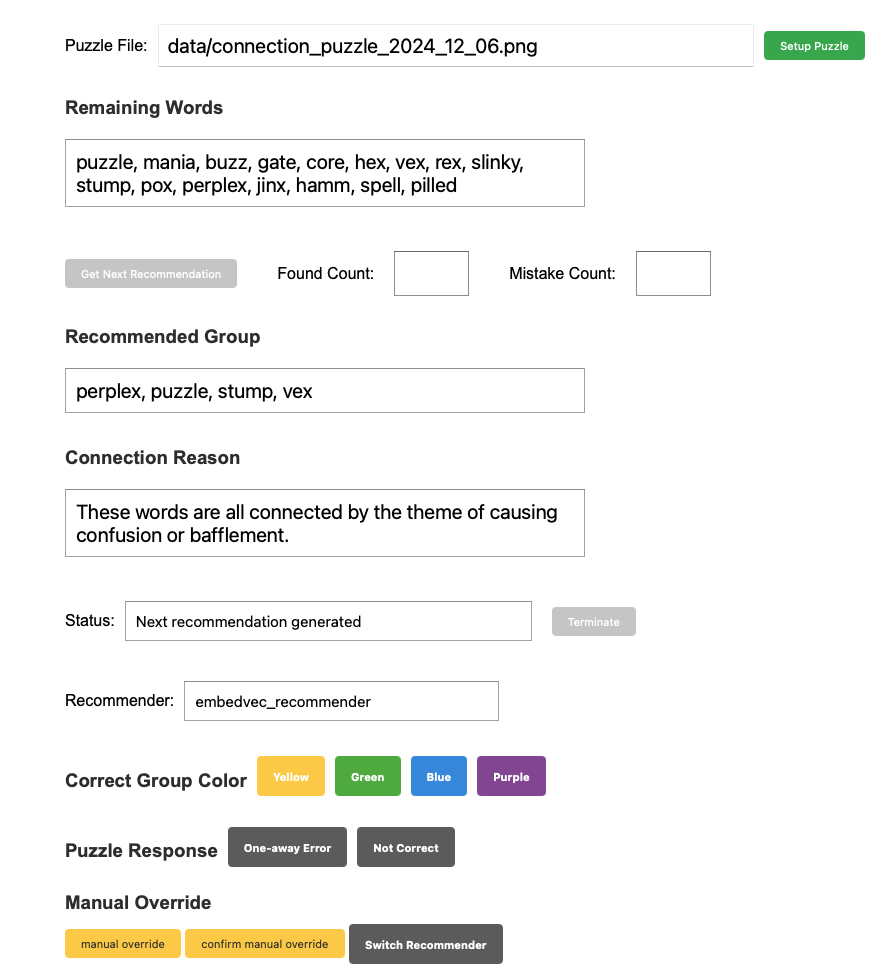 Puzzle File: data/connection_puzzle_2024_12_06.png Setup Puzzle
Remaining Words
puzzle, mania, buzz, gate, core, hex, vex, rex, slinky,
stump, pox, perplex, jinx, hamm, spell, pilled
Get Next Recommendation Found Count: Mistake Count:
Recommended Group
perplex, puzzle, stump, vex
Connection Reason
These words are all connected by the theme of causing
confusion or bafflement.
Status: Next recommendation generated Terminate
Recommender: embedvec_recommender
Correct Group Color Yellow Green Blue Purple
Puzzle Response One-away Error Not Correct
Manual Override
manual override confirm manual override Switch Recommender